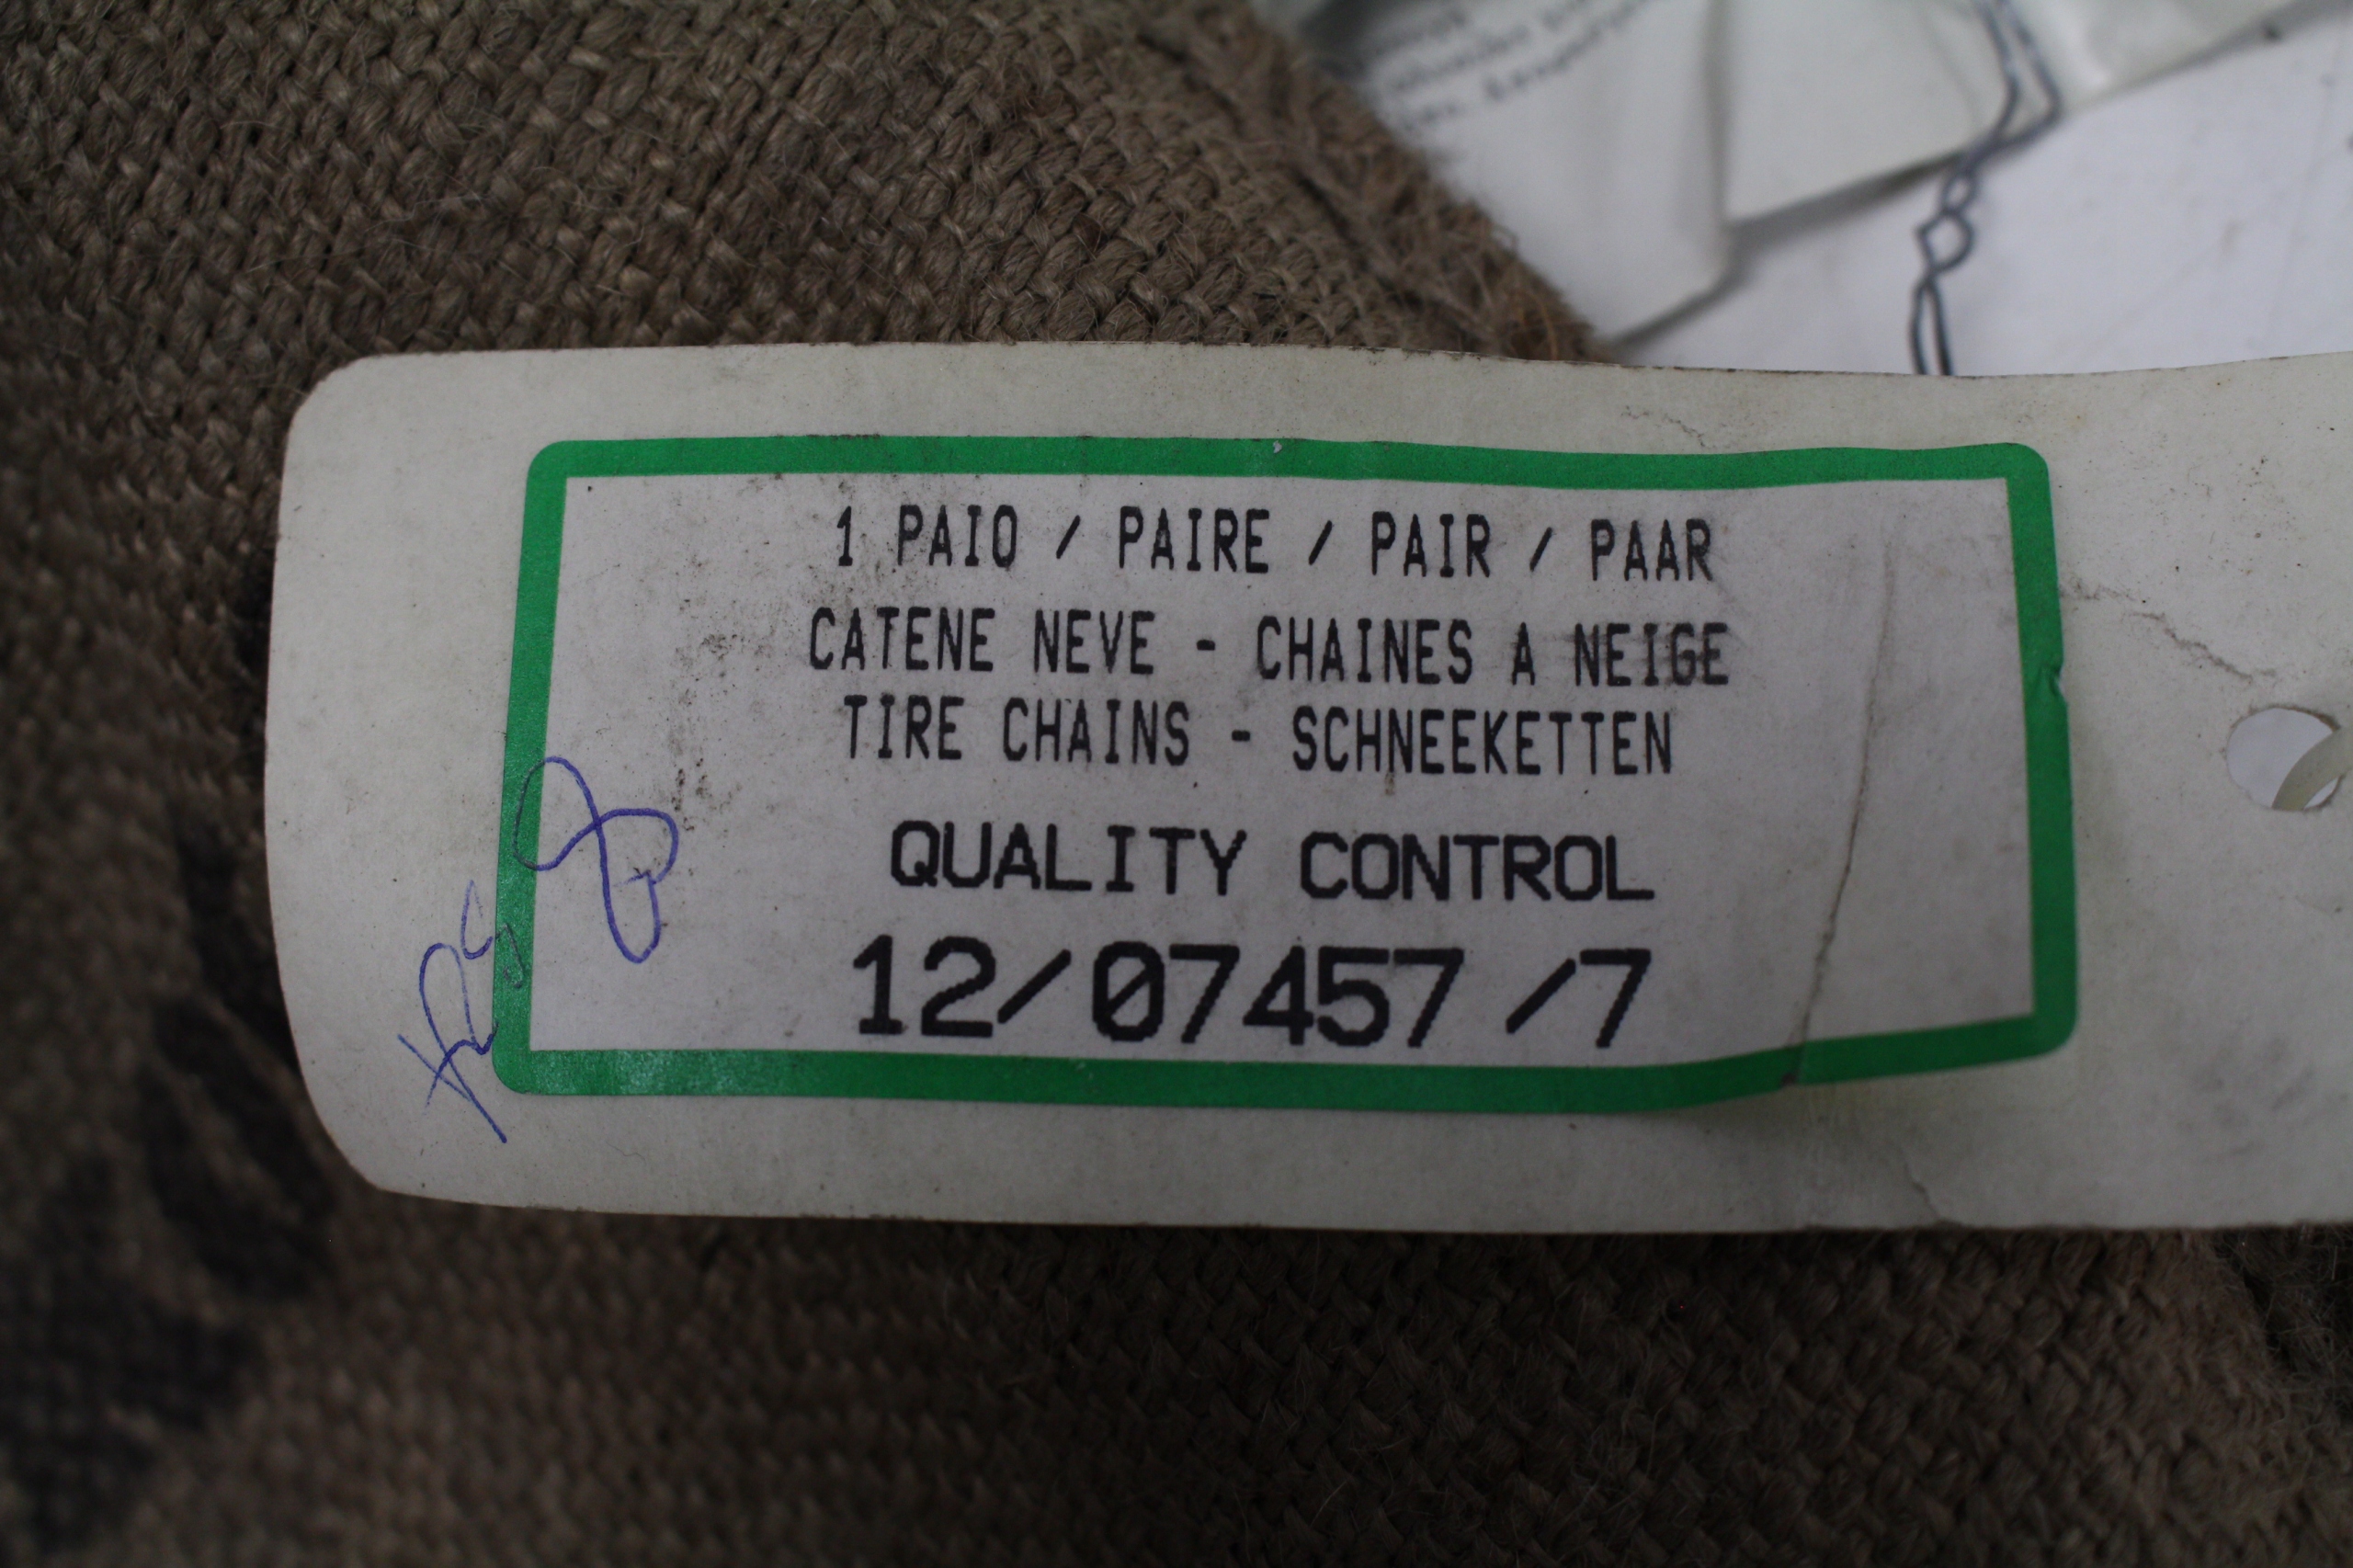 1 PAIO / PAIRE / PAIR / PAAR
CATENE NEVE - CHAINES A NEIGE
TIRE CHAINS - SCHNEEKETTEN
QUALITY CONTROL
12/07457 /7